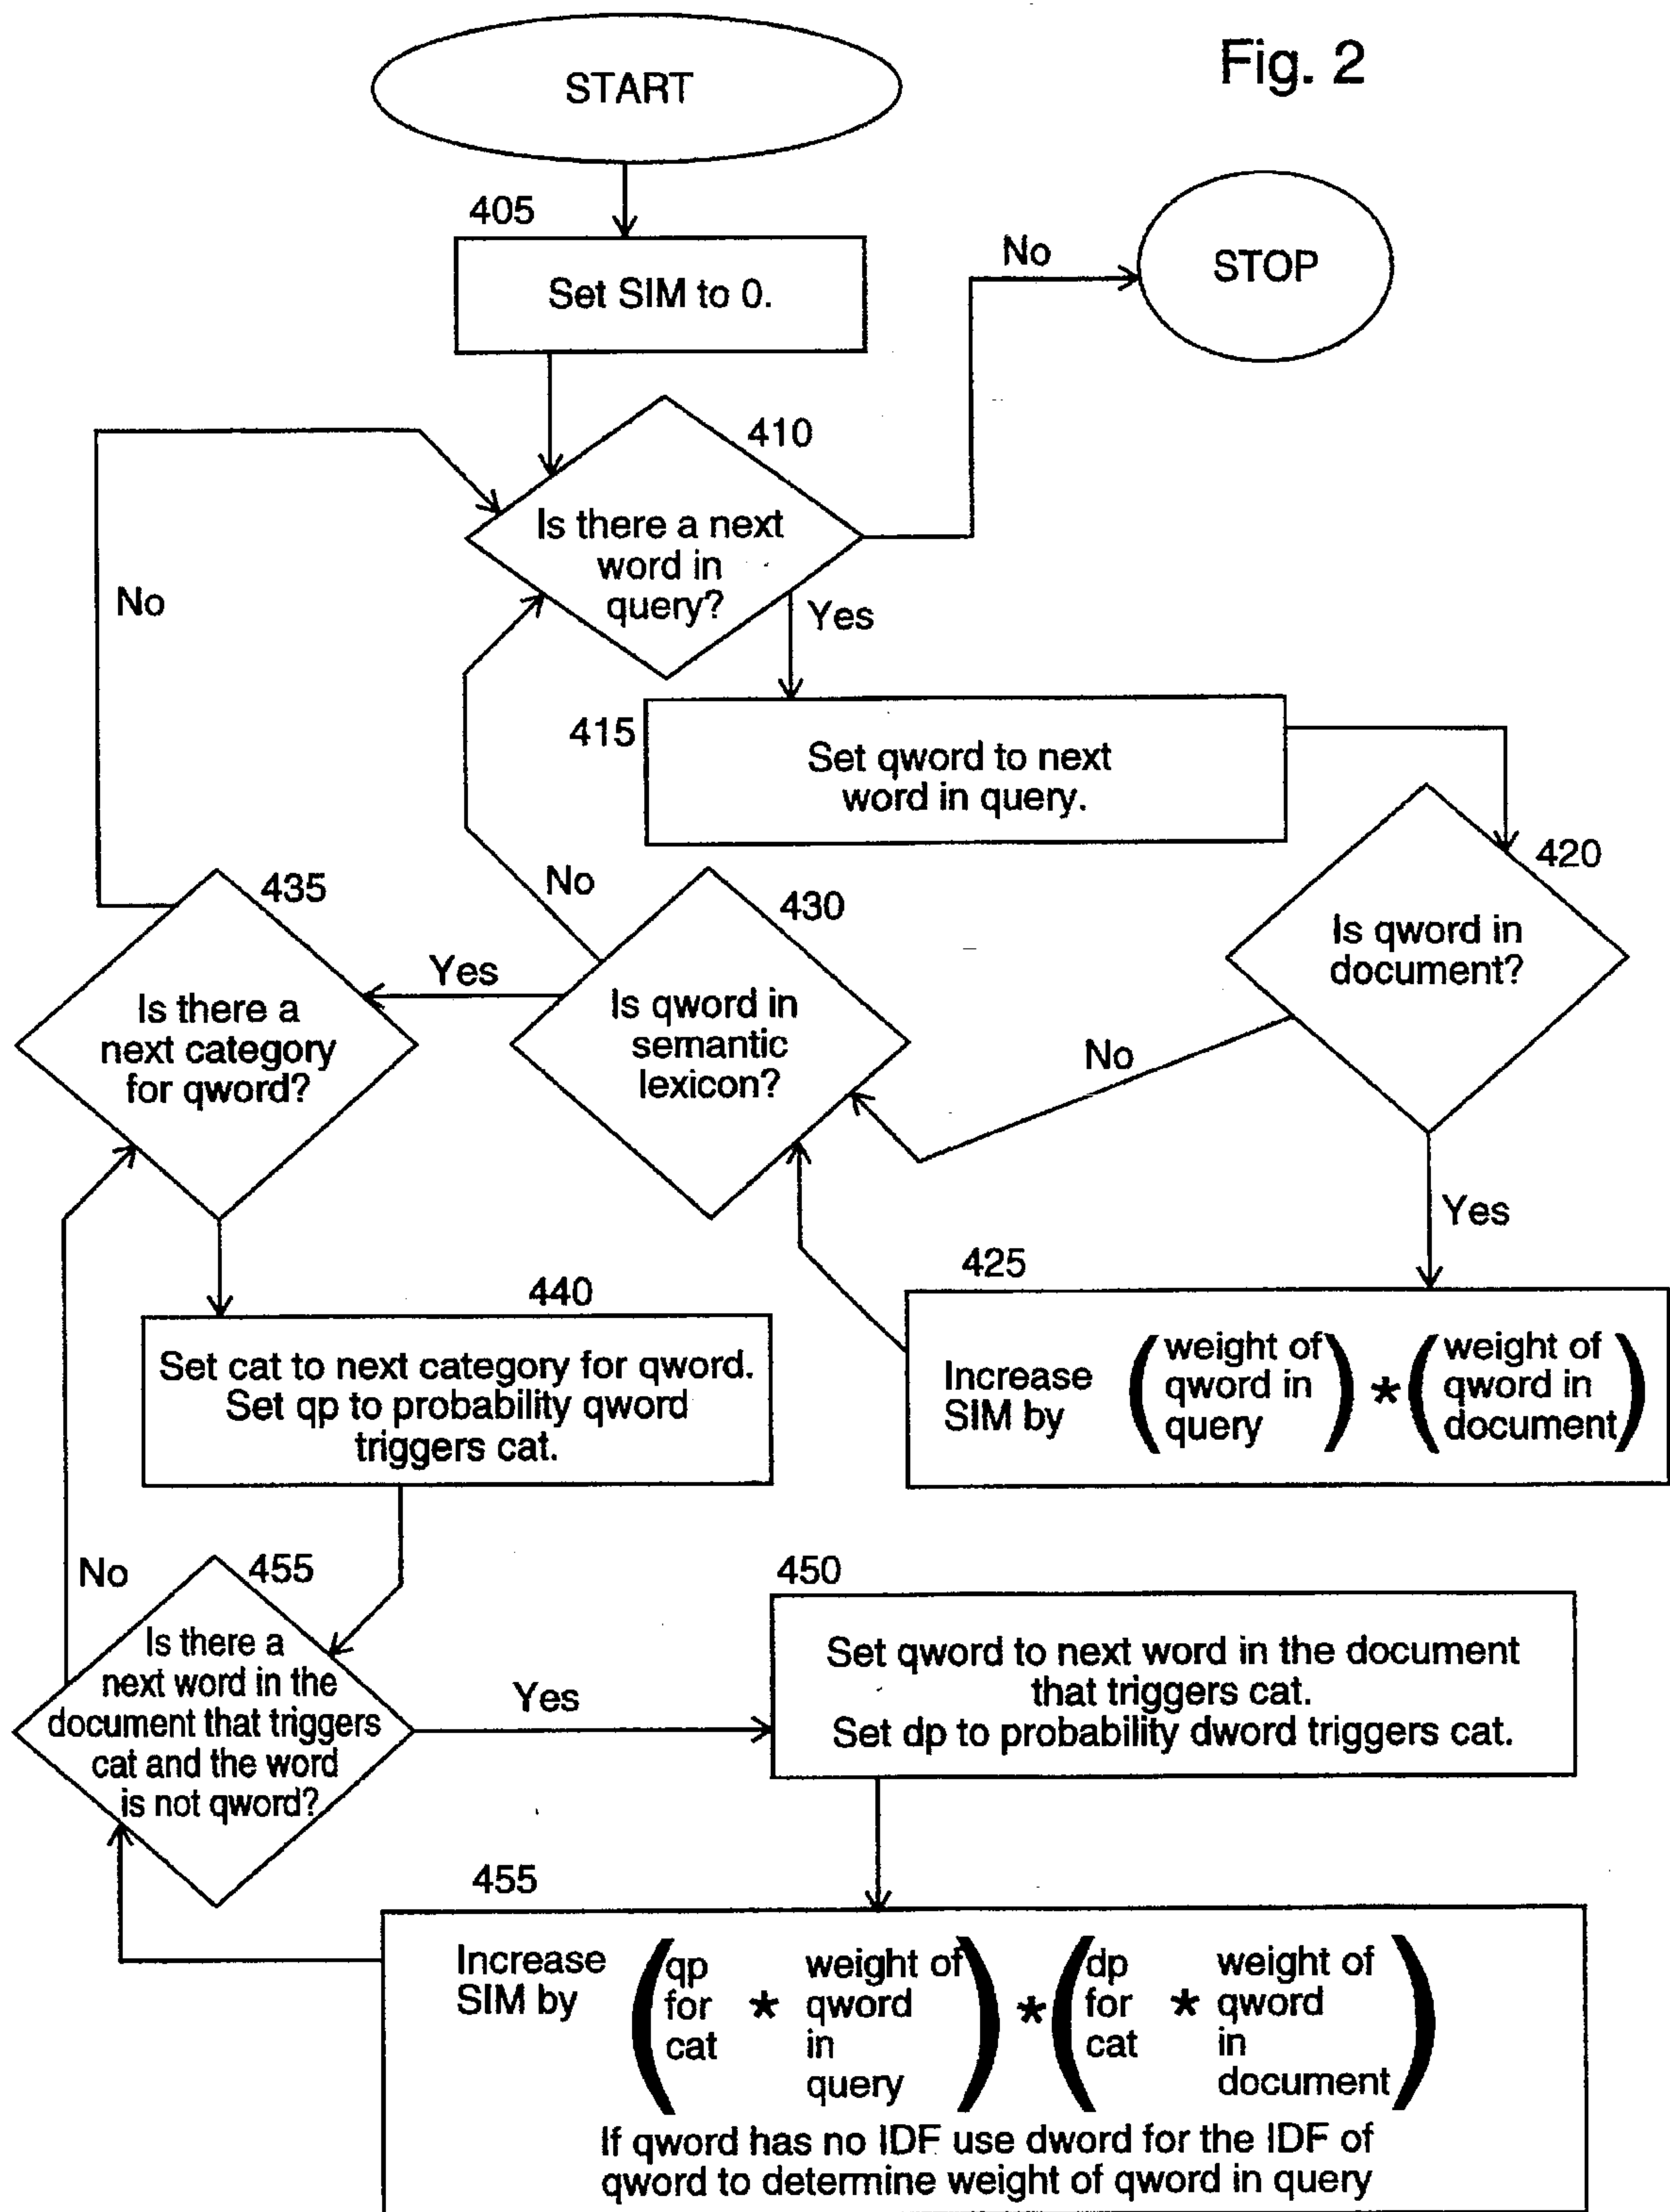 Fig. 2
START
405
Set SIM to 0.
No
STOP
410
Is there a next
word in
query?
No
Yes
415
Set qword to next
word in query.
420
Is qword in
document?
No
Yes
430
Is qword in
semantic
lexicon?
No
Yes
435
Is there a
next category
for qword?
425
Increase
SIM by
( weight of
qword in
query ) * ( weight of
qword in
document )
440
Set cat to next category for qword.
Set qp to probability qword
triggers cat.
No
455
Is there a
next word in the
document that triggers
cat and the word
is not qword?
Yes
450
Set qword to next word in the document
that triggers cat.
Set dp to probability dword triggers cat.
455
Increase
SIM by
( qp
for
cat * weight of
qword
in
query ) * ( dp
for
cat * weight of
qword
in
document )
If qword has no IDF use dword for the IDF of
qword to determine weight of qword in query